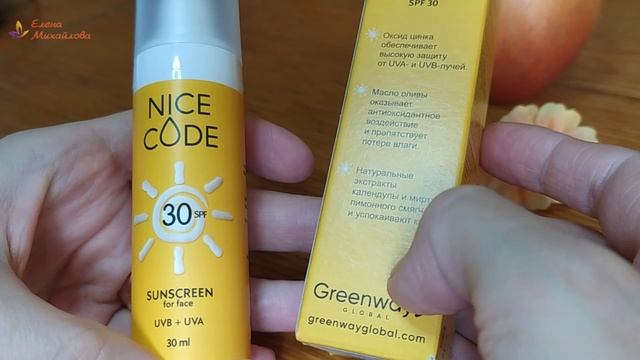 Елена
Михайлова
NICE
CODE
30 SPF
SUNSCREEN
for face
UVB + UVA
30 ml
SPF 30
Оксид цинка
обеспечивает
высокую защиту
от UVA- и UVB-лучей.
Масло оливы
оказывает
антиоксидантное
воздействие
и препятствует
потере влаги.
Натуральные
экстракты
календулы и
лимонного
и успокаивают
Greenway
GLOBAL
greenwayglobal.com